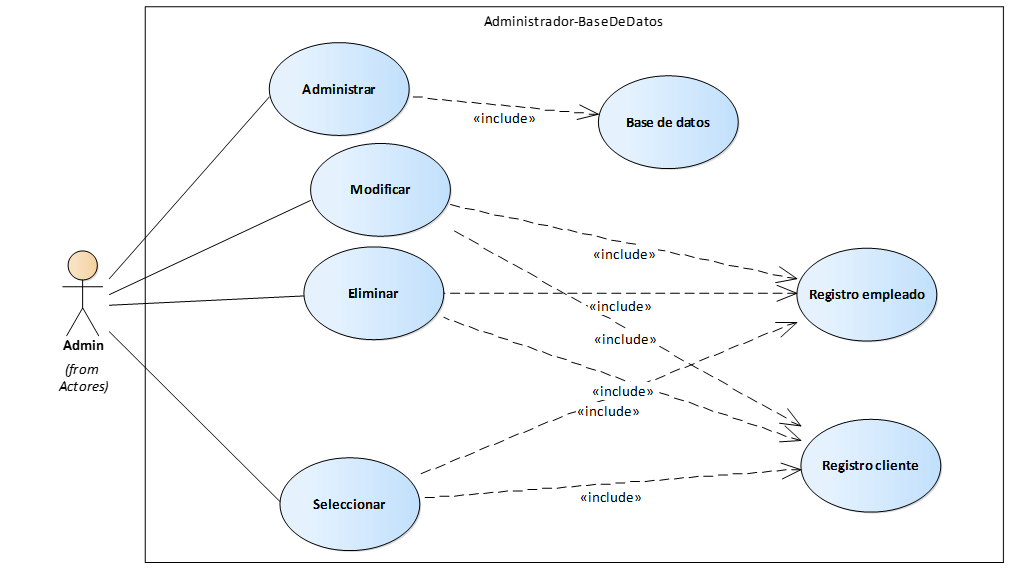 Administrador-BaseDeDatos
Administrar
«include»
Base de datos
Modificar
«include»
Eliminar
«include»
Registro empleado
«include»
Admin
(from
Actores)
«include»
«include»
Registro cliente
Seleccionar
«include»